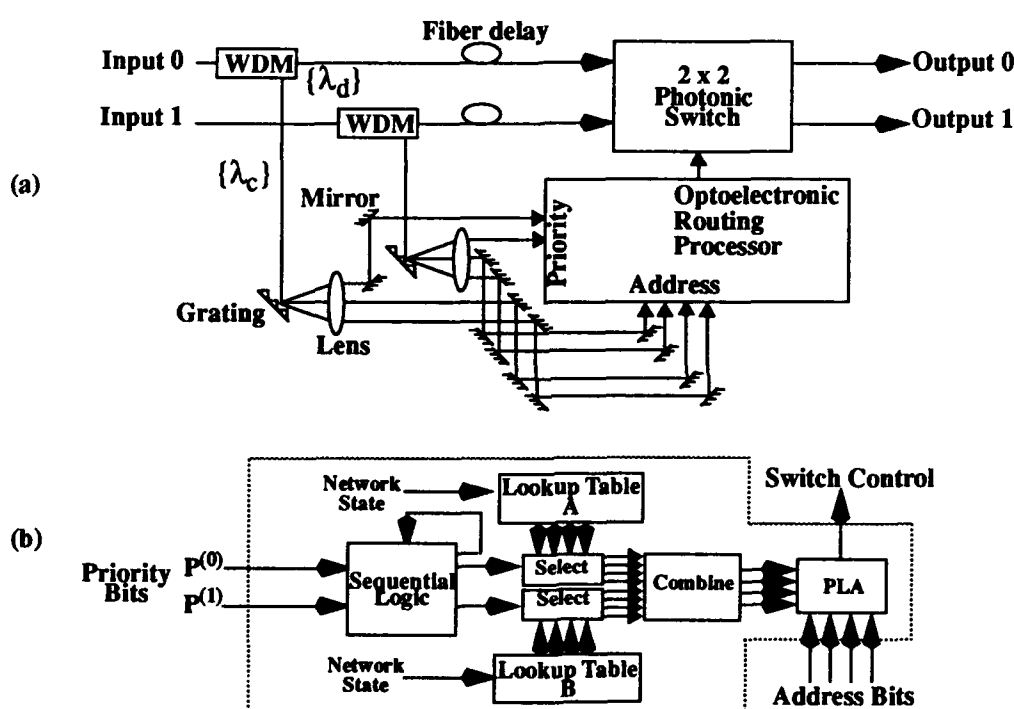 Fiber delay
Input 0
WDM
{λd}
2 x 2
Photonic
Switch
Output 0
Input 1
WDM
Output 1
(a)
{λc}
Mirror
Priority
Optoelectronic
Routing
Processor
Address
Grating
Lens
Network
State
Lookup Table
A
Switch Control
(b)
Priority
Bits
P(0)
P(1)
Sequential
Logic
Select
Select
Combine
PLA
Network
State
Lookup Table
B
Address Bits